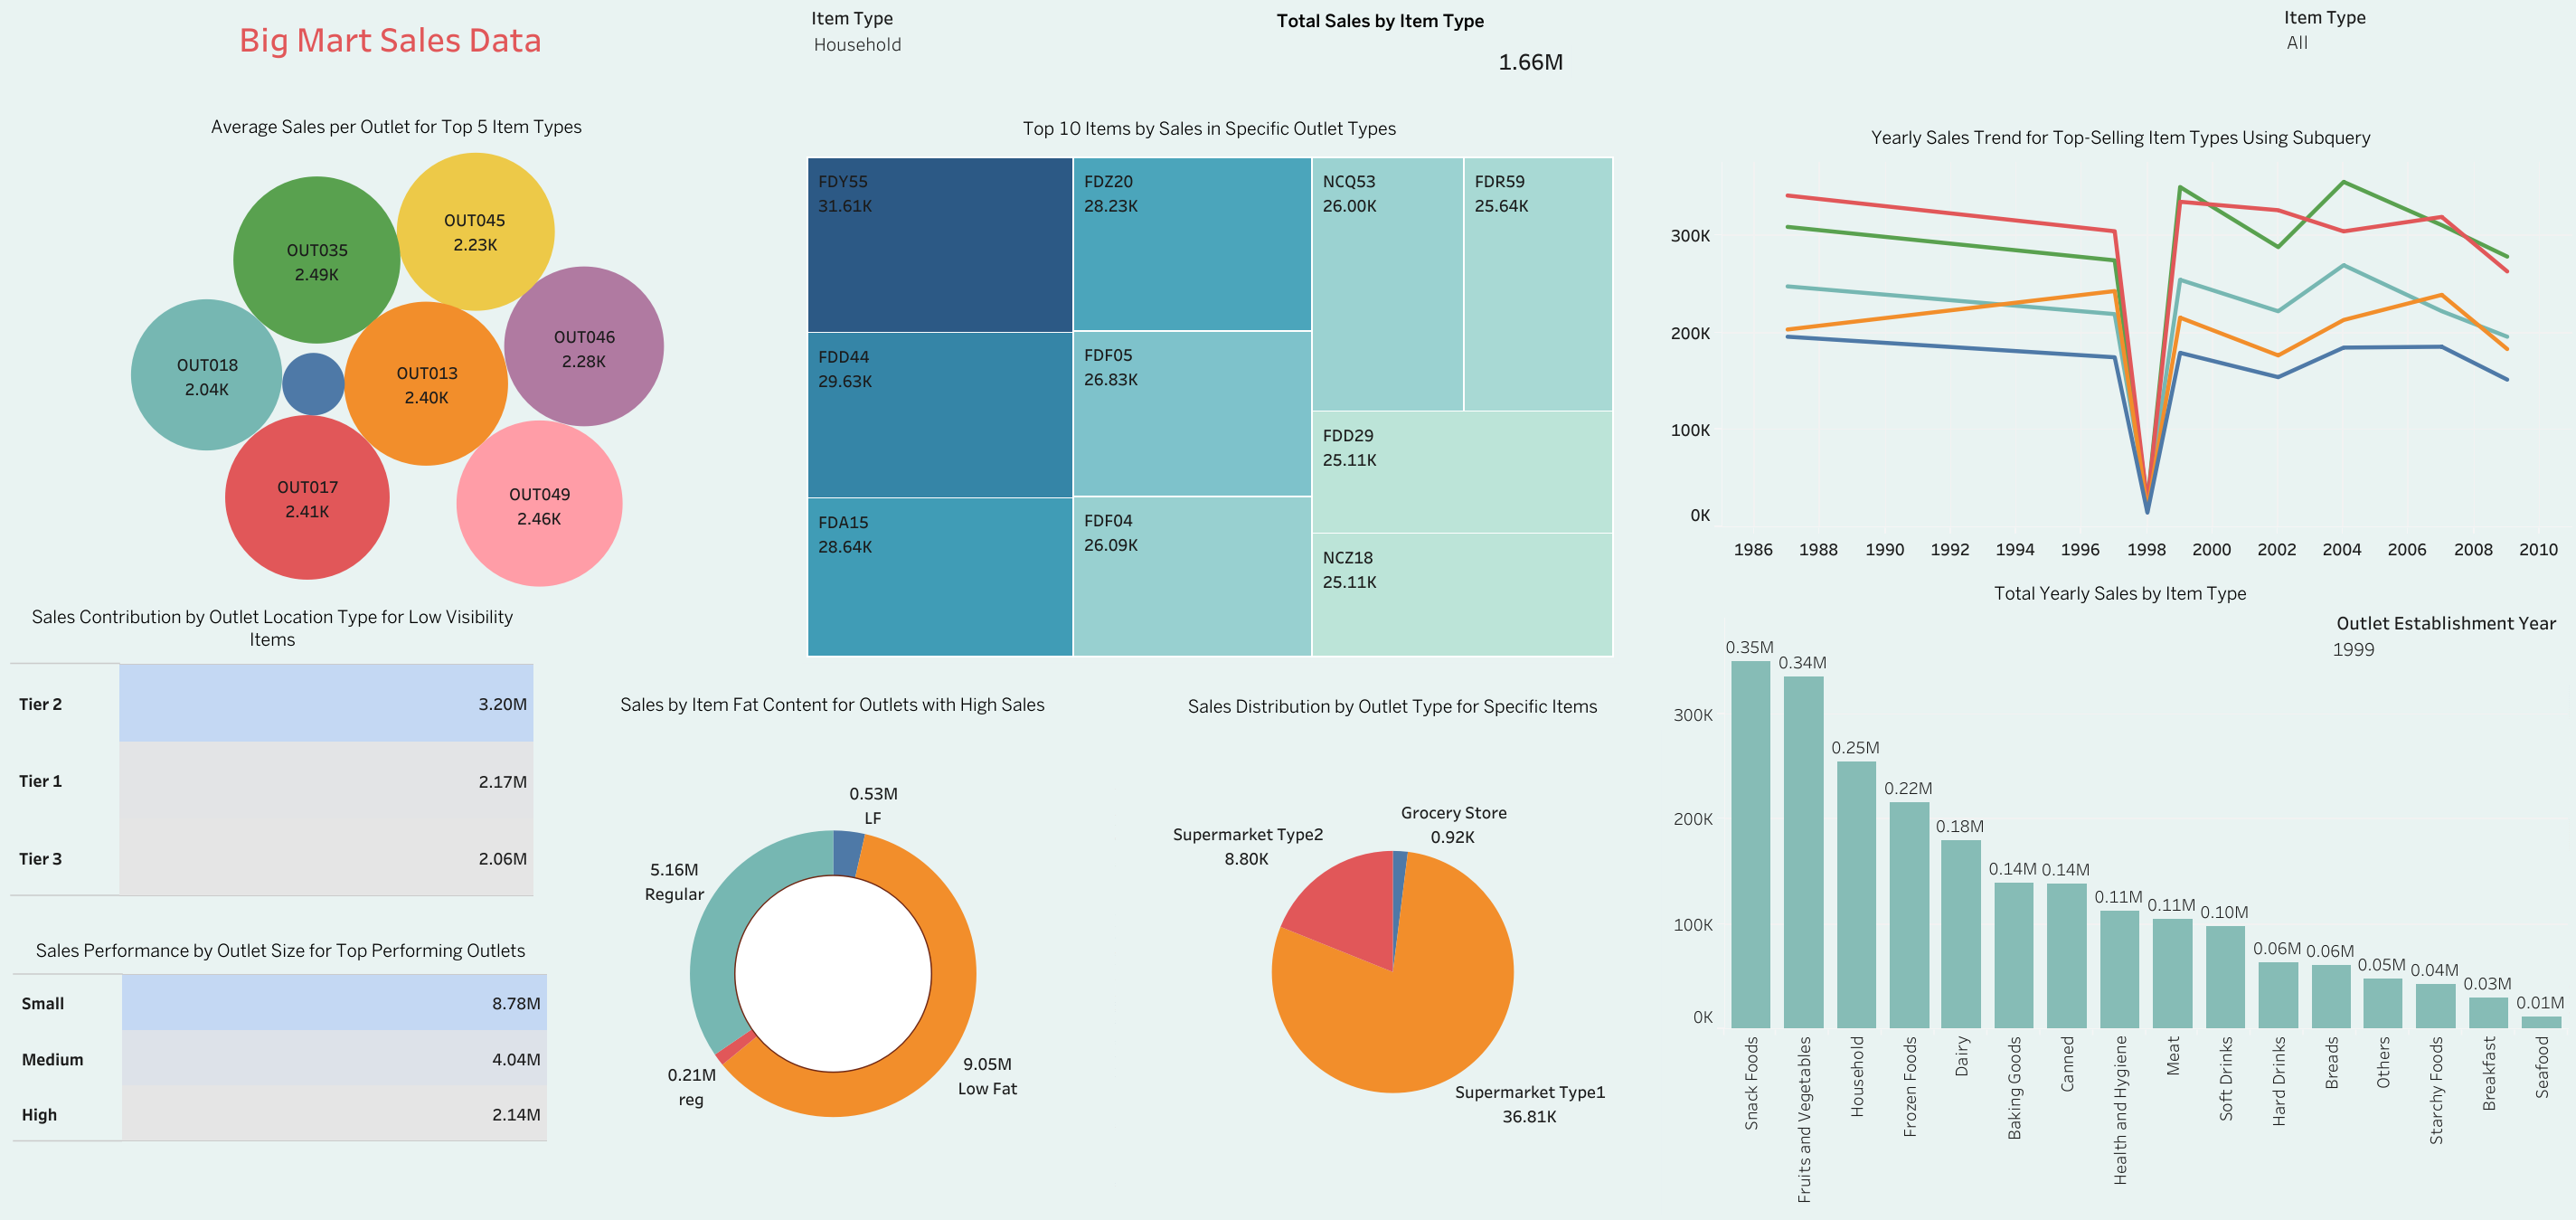 Big Mart Sales Data
Item Type
Household
Total Sales by Item Type
1.66M
Item Type
All
Average Sales per Outlet for Top 5 Item Types
OUT045
2.23K
OUT035
2.49K
OUT046
2.28K
OUT018
2.04K
OUT013
2.40K
OUT017
2.41K
OUT049
2.46K
Top 10 Items by Sales in Specific Outlet Types
FDY55
31.61K
FDZ20
28.23K
NCQ53
26.00K
FDR59
25.64K
FDD44
29.63K
FDF05
26.83K
FDD29
25.11K
FDA15
28.64K
FDF04
26.09K
NCZ18
25.11K
Yearly Sales Trend for Top-Selling Item Types Using Subquery
300K
200K
100K
0K
1986 1988 1990 1992 1994 1996 1998 2000 2002 2004 2006 2008 2010
Sales Contribution by Outlet Location Type for Low Visibility
Items
Tier 2 3.20M
Tier 1 2.17M
Tier 3 2.06M
Sales Performance by Outlet Size for Top Performing Outlets
Small 8.78M
Medium 4.04M
High 2.14M
Sales by Item Fat Content for Outlets with High Sales
0.53M
LF
5.16M
Regular
0.21M
reg
9.05M
Low Fat
Sales Distribution by Outlet Type for Specific Items
Grocery Store
0.92K
Supermarket Type2
8.80K
Supermarket Type1
36.81K
Total Yearly Sales by Item Type
Outlet Establishment Year
1999
300K
200K
100K
0K
0.35M
0.34M
0.25M
0.22M
0.18M
0.14M
0.14M
0.11M
0.11M
0.10M
0.06M
0.06M
0.05M
0.04M
0.03M
0.01M
Snack Foods
Fruits and Vegetables
Household
Frozen Foods
Dairy
Baking Goods
Canned
Health and Hygiene
Meat
Soft Drinks
Hard Drinks
Breads
Others
Starchy Foods
Breakfast
Seafood